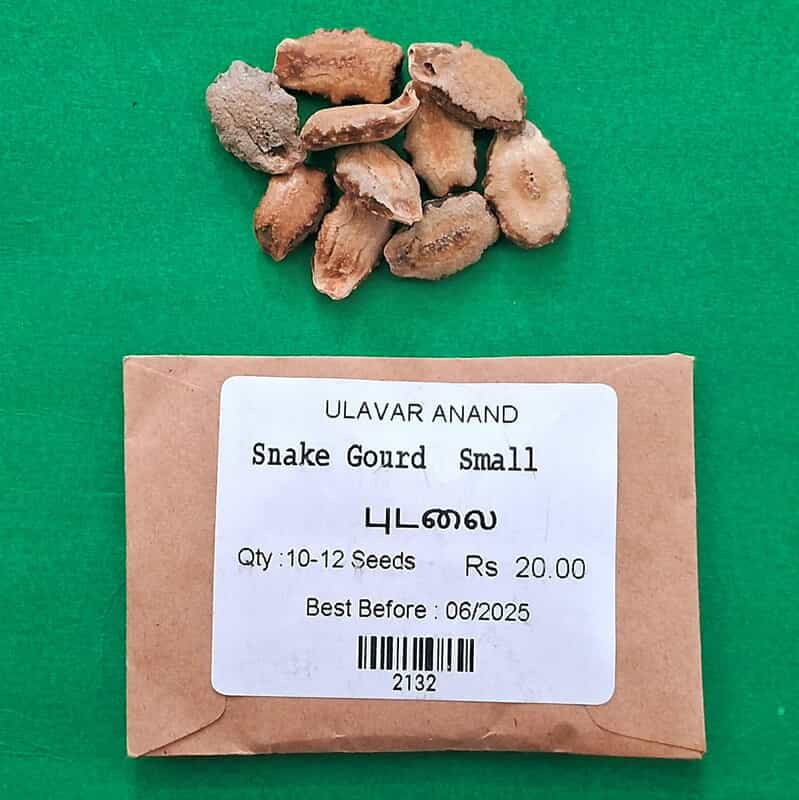 ULAVAR ANAND
Snake Gourd Small
புடலை
Qty :10-12 Seeds Rs 20.00
Best Before : 06/2025
2132